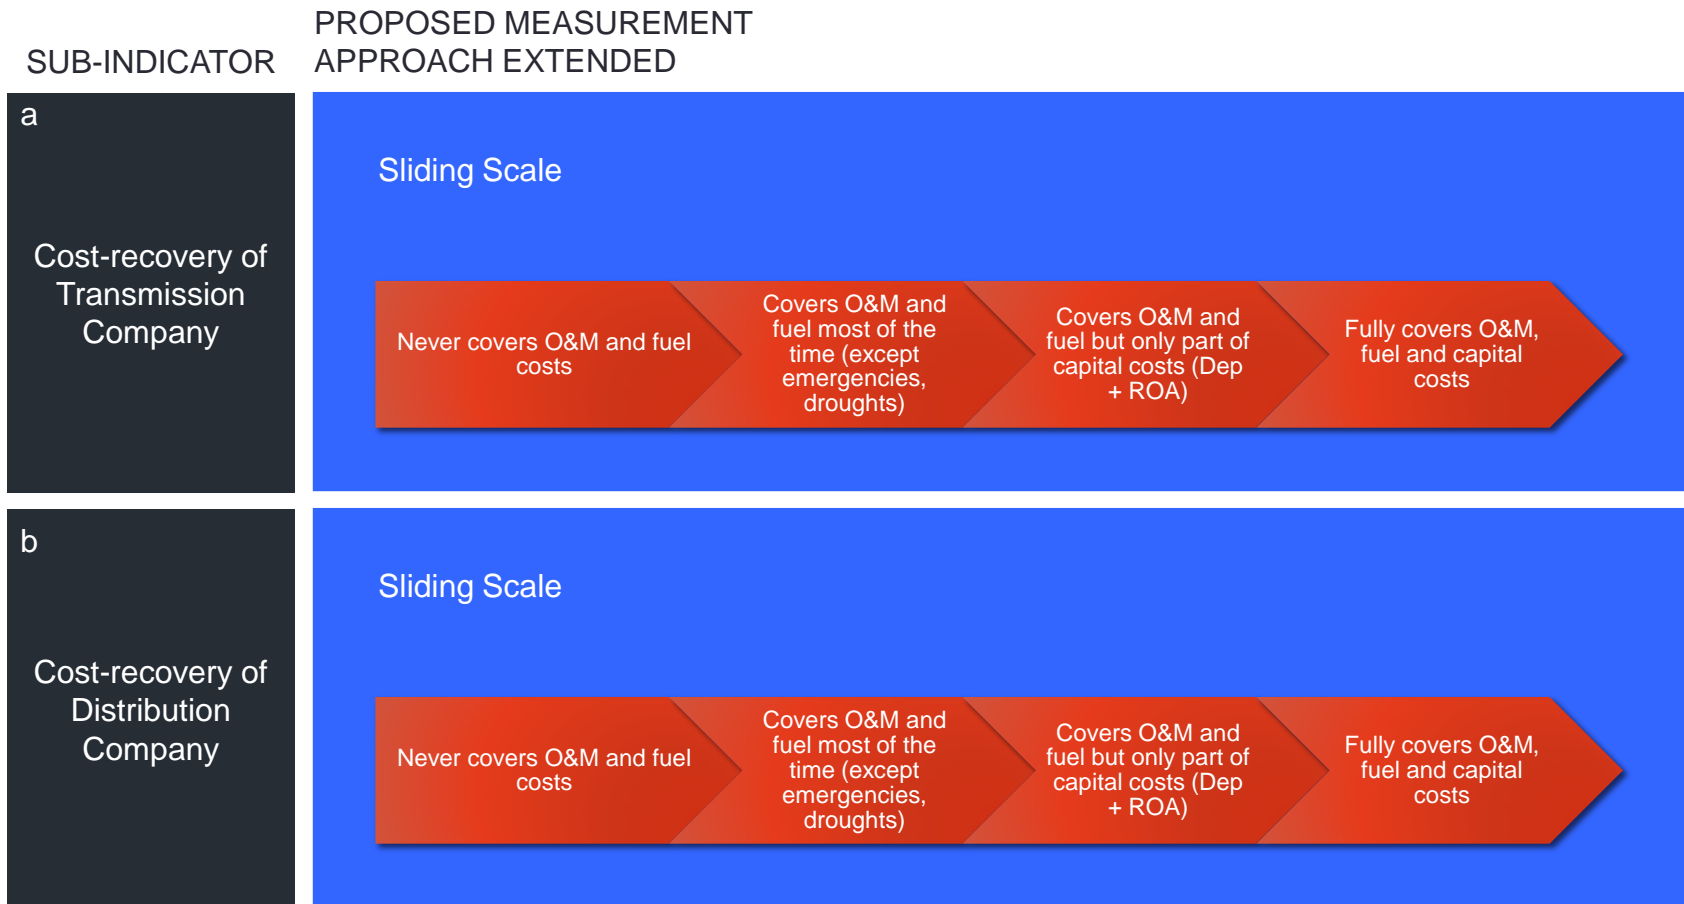 SUB-INDICATOR
PROPOSED MEASUREMENT
APPROACH EXTENDED
a
Cost-recovery of
Transmission
Company
Sliding Scale
Never covers O&M and fuel
costs
Covers O&M and
fuel most of the
time (except
emergencies,
droughts)
Covers O&M and
fuel but only part of
capital costs (Dep
+ ROA)
Fully covers O&M,
fuel and capital
costs
b
Cost-recovery of
Distribution
Company
Sliding Scale
Never covers O&M and fuel
costs
Covers O&M and
fuel most of the
time (except
emergencies,
droughts)
Covers O&M and
fuel but only part of
capital costs (Dep
+ ROA)
Fully covers O&M,
fuel and capital
costs